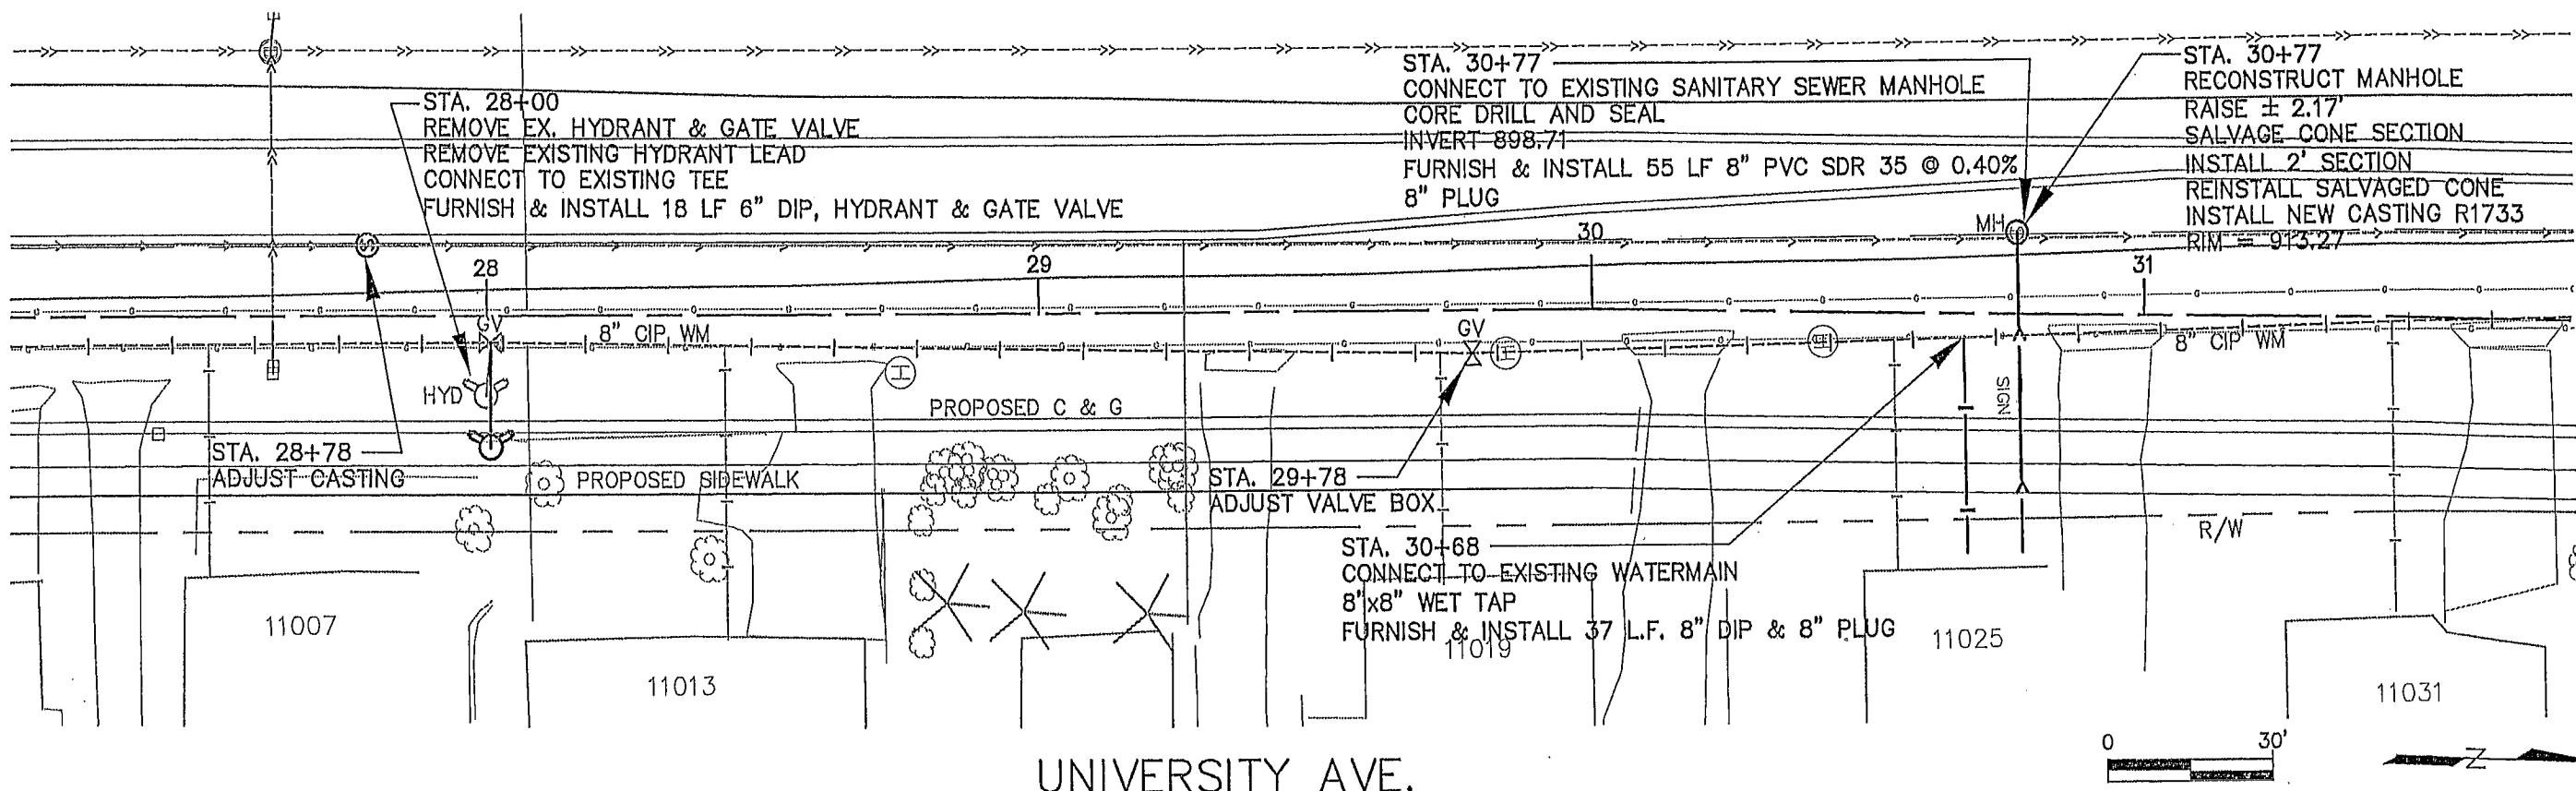 STA. 28+00
REMOVE EX. HYDRANT & GATE VALVE
REMOVE EXISTING HYDRANT LEAD
CONNECT TO EXISTING TEE
FURNISH & INSTALL 18 LF 6" DIP, HYDRANT & GATE VALVE
STA. 30+77
CONNECT TO EXISTING SANITARY SEWER MANHOLE
CORE DRILL AND SEAL
INVERT 898.71
FURNISH & INSTALL 55 LF 8" PVC SDR 35 @ 0.40%
8" PLUG
STA. 30+77
RECONSTRUCT MANHOLE
RAISE ± 2.17'
SALVAGE CONE SECTION
INSTALL 2' SECTION
REINSTALL SALVAGED CONE
INSTALL NEW CASTING R1733
RIM = 913.27
MH
S
28
29
30
31
GV
8" CIP WM
GV
8" CIP WM
H
H
H
HYD
SIGN
PROPOSED C & G
STA. 28+78
ADJUST CASTING
PROPOSED SIDEWALK
STA. 29+78
ADJUST VALVE BOX
R/W
STA. 30+68
CONNECT TO EXISTING WATERMAIN
8"x8" WET TAP
FURNISH & INSTALL 37 L.F. 8" DIP & 8" PLUG
11007
11013
11019
11025
11031
0 30'
Z
UNIVERSITY AVE.